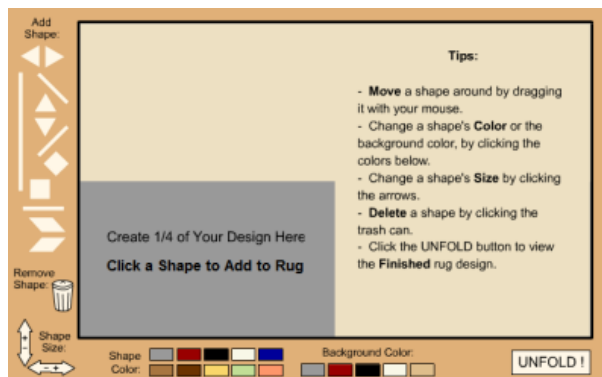 Add
Shape:
Tips:
- Move a shape around by dragging
it with your mouse.
- Change a shape's Color or the
background color, by clicking the
colors below.
- Change a shape's Size by clicking
the arrows.
- Delete a shape by clicking the
trash can.
- Click the UNFOLD button to view
the Finished rug design.
Create 1/4 of Your Design Here
Click a Shape to Add to Rug
Remove
Shape:
+
-
Shape
Size:
- +
Shape
Color:
Background Color:
UNFOLD !